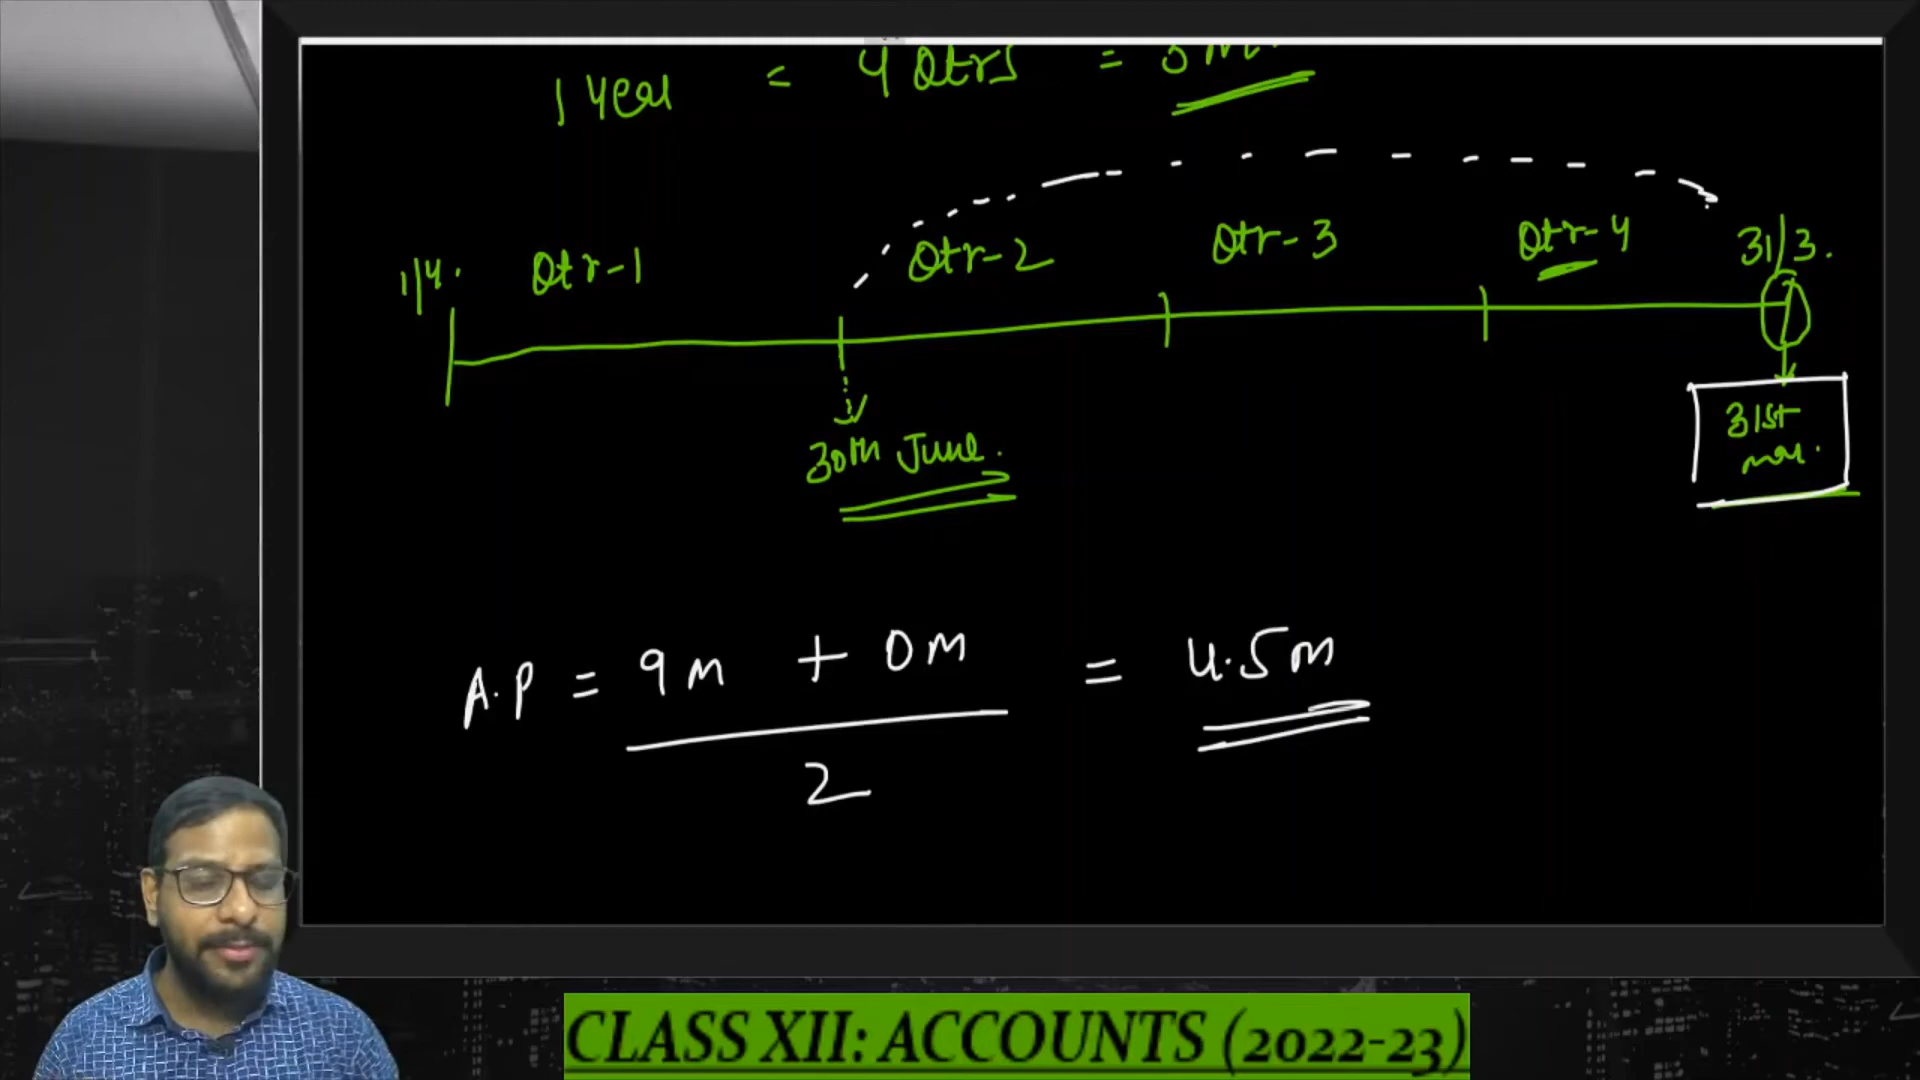 1 Year = 4 Qtrs =
1/4. Qtr-1 Qtr-2 Qtr-3 Qtr-4 31/3.
30th June. 31st mar.
A.P = 9m + 0m = 4.5m
2
CLASS XII: ACCOUNTS (2022-23)